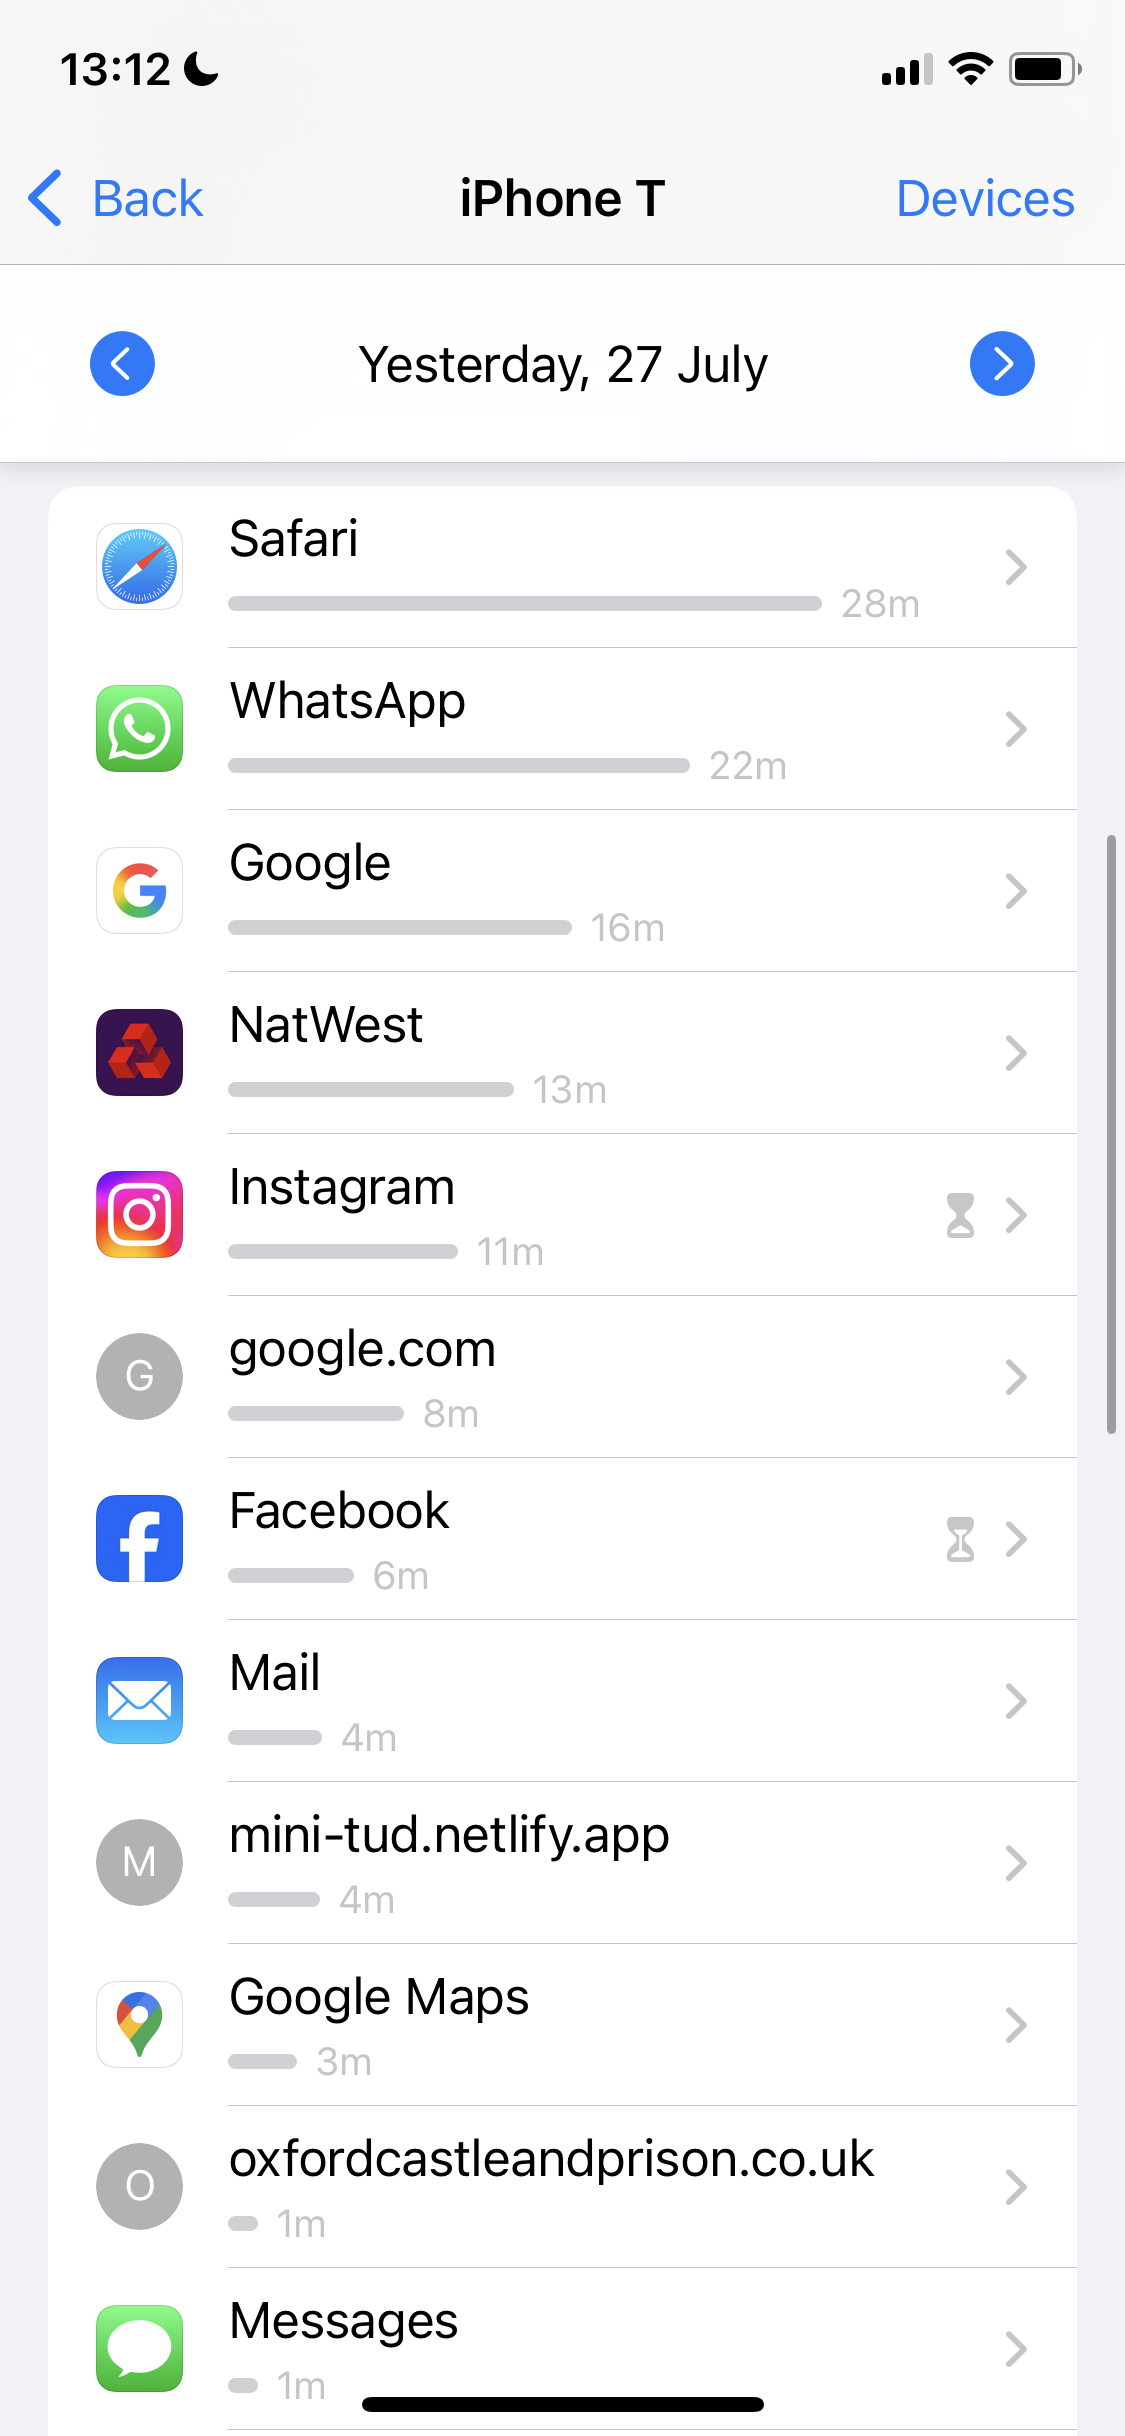 13:12
Back
iPhone T
Devices
Yesterday, 27 July
Safari
28m
WhatsApp
22m
Google
16m
NatWest
13m
Instagram
11m
G
google.com
8m
Facebook
6m
Mail
4m
M
mini-tud.netlify.app
4m
Google Maps
3m
O
oxfordcastleandprison.co.uk
1m
Messages
1m